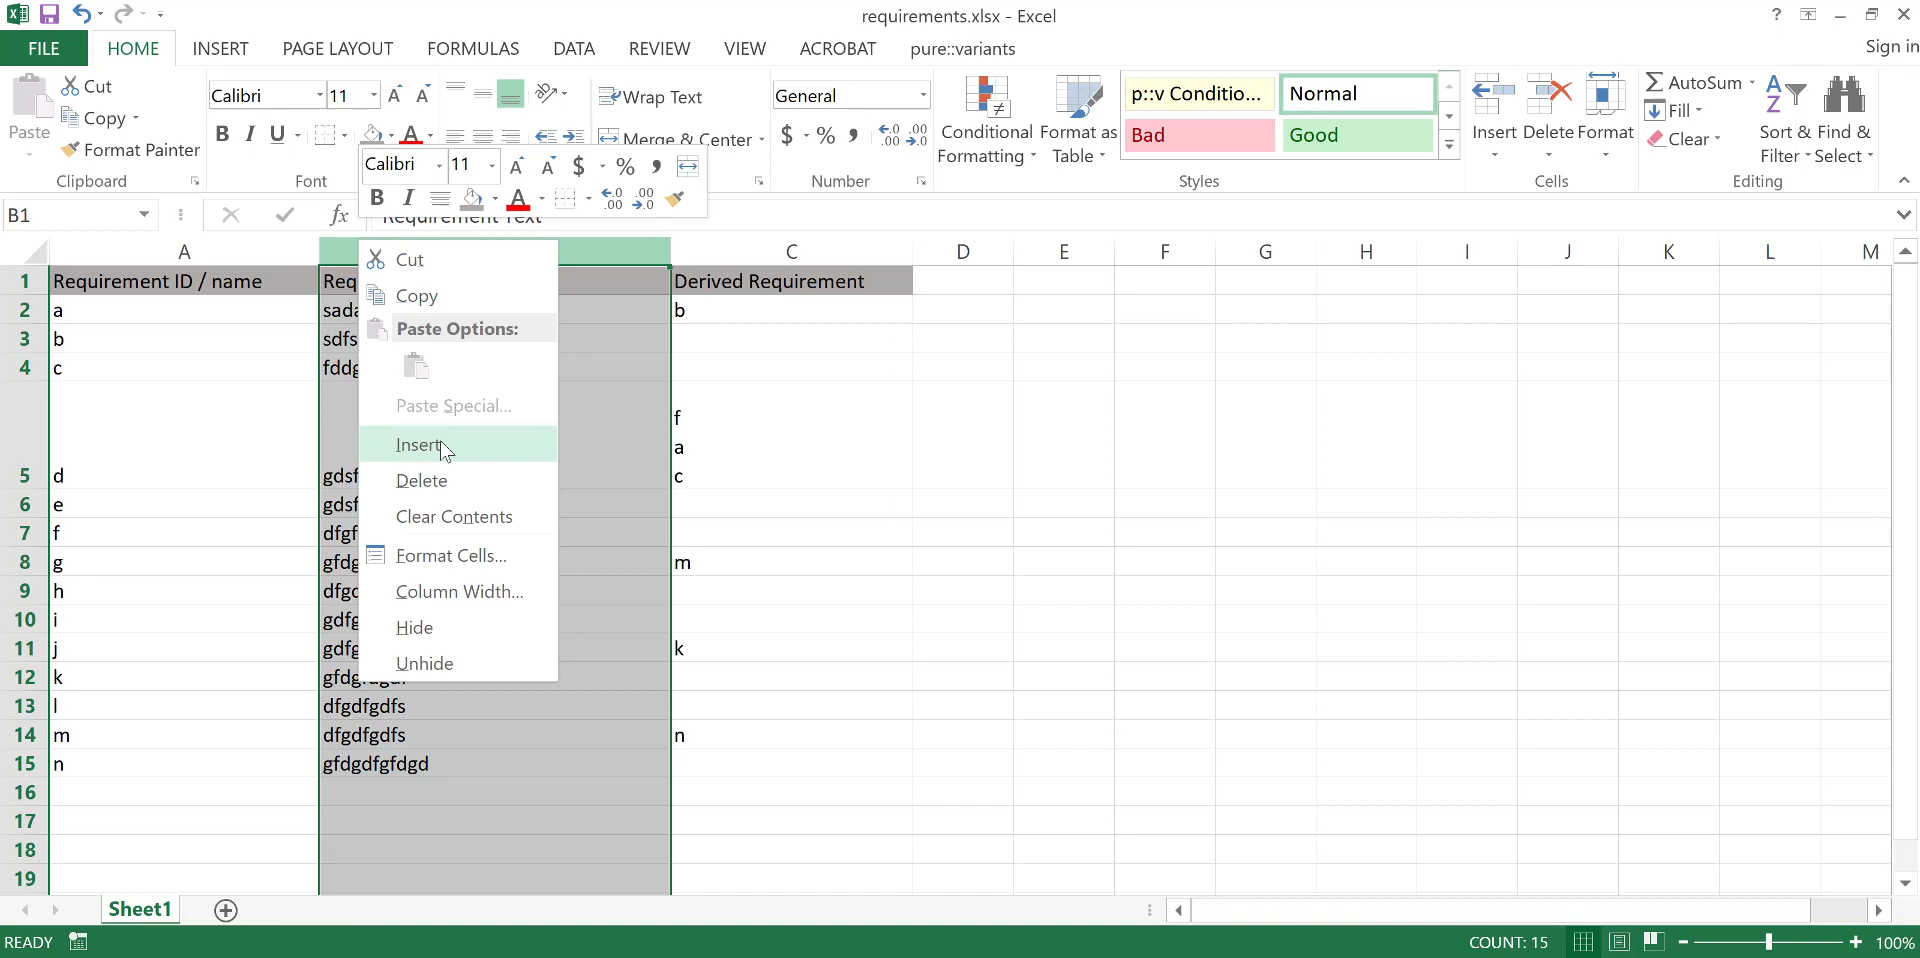 requirements.xlsx - Excel
?
FILE HOME INSERT PAGE LAYOUT FORMULAS DATA REVIEW VIEW ACROBAT pure::variants Sign in
Paste
Cut
Copy
Format Painter
Clipboard
Calibri 11
B I U A
Font
Wrap Text
Merge & Center
General
$ %
Number
Conditional Formatting
Format as Table
p::v Conditio... Normal
Bad Good
Styles
Insert Delete Format
Cells
AutoSum
Fill
Clear
Sort & Filter
Find & Select
Editing
Calibri 11 $ %
B I A
B1 fx Requirement Text
A C D E F G H I J K L M
1 Requirement ID / name Req Derived Requirement
2 a b
3 b sdfs
4 c
f
a
5 d c
6 e
7 f
8 g m
9 h
10 i
11 j k
12 k
13 l dfgdfgdfs
14 m dfgdfgdfs n
15 n gfdgdfgfdgd
16
17
18
19
Cut
Copy
Paste Options:
Paste Special...
Insert
Delete
Clear Contents
Format Cells...
Column Width...
Hide
Unhide
Sheet1
READY COUNT: 15 100%